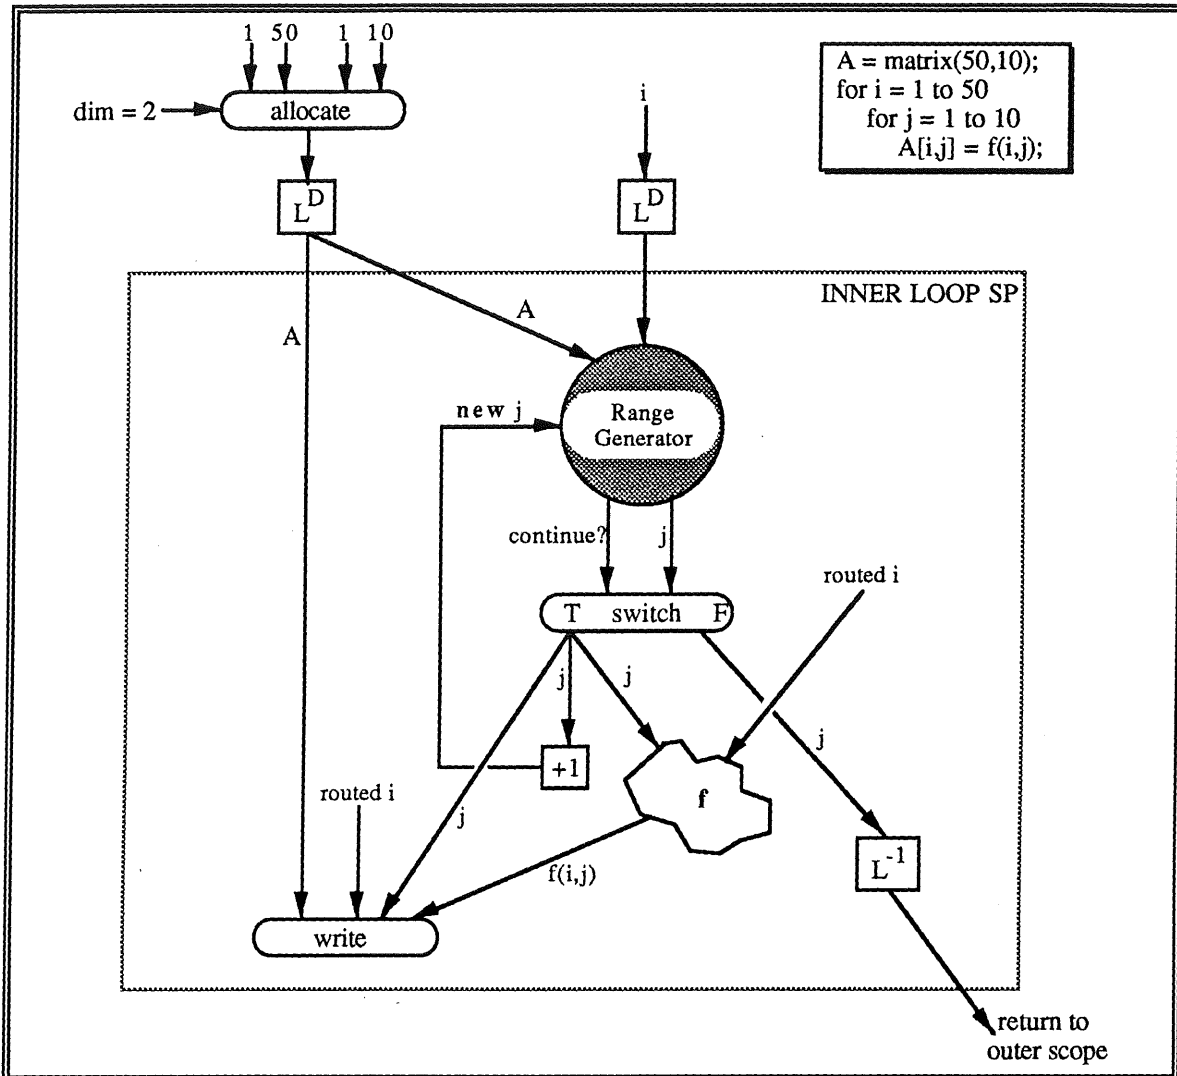 1 50 1 10
dim = 2
allocate
i
A = matrix(50,10);
for i = 1 to 50
for j = 1 to 10
A[i,j] = f(i,j);
L^D
L^D
INNER LOOP SP
A
A
new j
Range
Generator
continue?
j
routed i
T switch F
j
j
j
+1
routed i
f
j
f(i,j)
L^-1
write
return to
outer scope